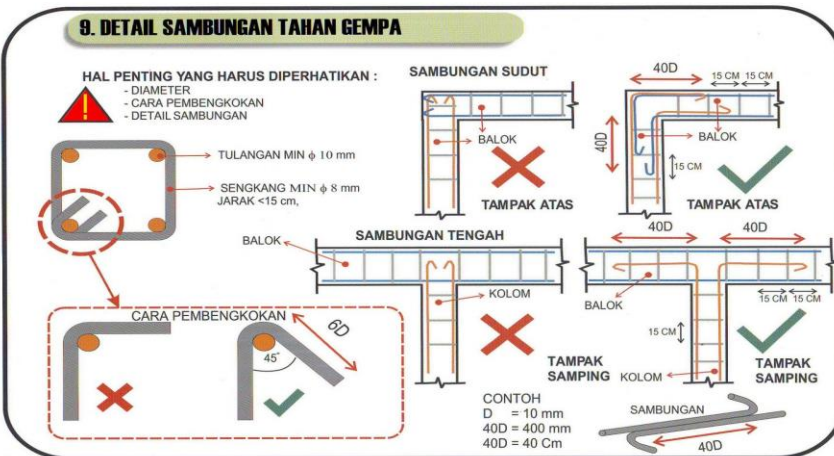 9. DETAIL SAMBUNGAN TAHAN GEMPA
HAL PENTING YANG HARUS DIPERHATIKAN :
- DIAMETER
- CARA PEMBENGKOKAN
- DETAIL SAMBUNGAN
TULANGAN MIN ϕ 10 mm
SENGKANG MIN ϕ 8 mm
JARAK <15 cm,
SAMBUNGAN SUDUT
BALOK
TAMPAK ATAS
40D
15 CM
15 CM
40D
BALOK
15 CM
TAMPAK ATAS
SAMBUNGAN TENGAH
BALOK
KOLOM
TAMPAK
SAMPING
40D
40D
BALOK
15 CM
15 CM
15 CM
KOLOM
TAMPAK
SAMPING
CARA PEMBENGKOKAN
6D
45°
CONTOH
D = 10 mm
40D = 400 mm
40D = 40 Cm
SAMBUNGAN
40D